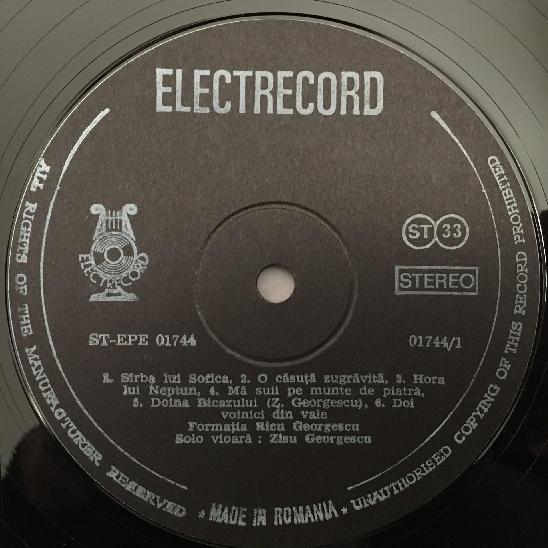 ELECTRECORD
ELECTRECORD
ST 33
STEREO
ST-EPE 01744
01744/1
1. Sîrba lui Sofica, 2. O căsuță zugrăvită, 3. Hora
lui Neptun, 4. Mă suii pe munte de piatră,
5. Doina Bicazului (Z. Georgescu), 6. Doi
voinici din vale
Formația Nicu Georgescu
Solo vioară : Zisu Georgescu
ALL RIGHTS OF THE MANUFACTURER RESERVED ★ MADE IN ROMANIA ★ UNAUTHORISED COPYING OF THIS RECORD PROHIBITED